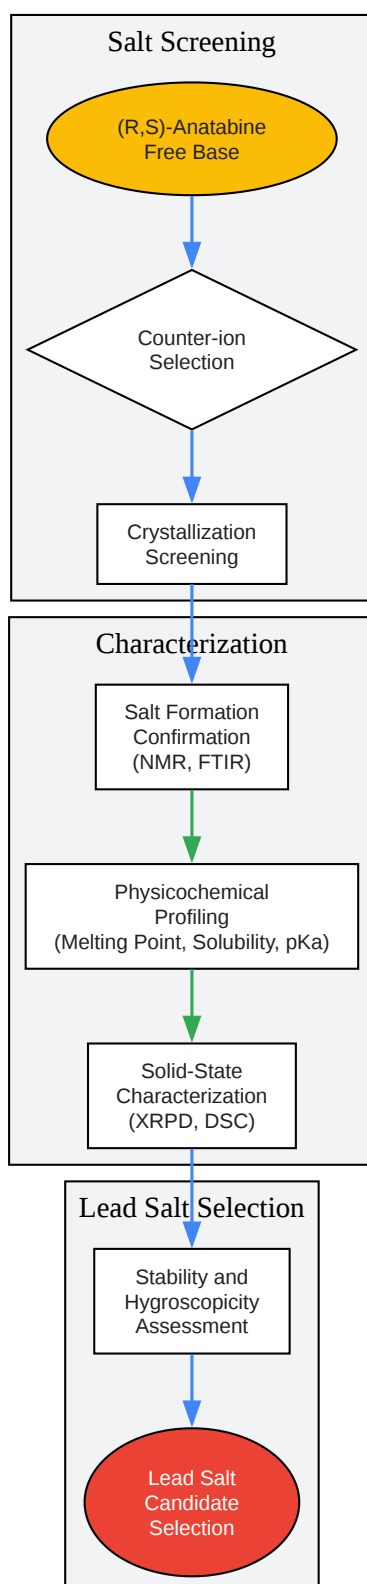 Salt Screening
(R,S)-Anatabine
Free Base
Counter-ion
Selection
Crystallization
Screening
Characterization
Salt Formation
Confirmation
(NMR, FTIR)
Physicochemical
Profiling
(Melting Point, Solubility, pKa)
Solid-State
Characterization
(XRPD, DSC)
Lead Salt Selection
Stability and
Hygroscopicity
Assessment
Lead Salt
Candidate
Selection